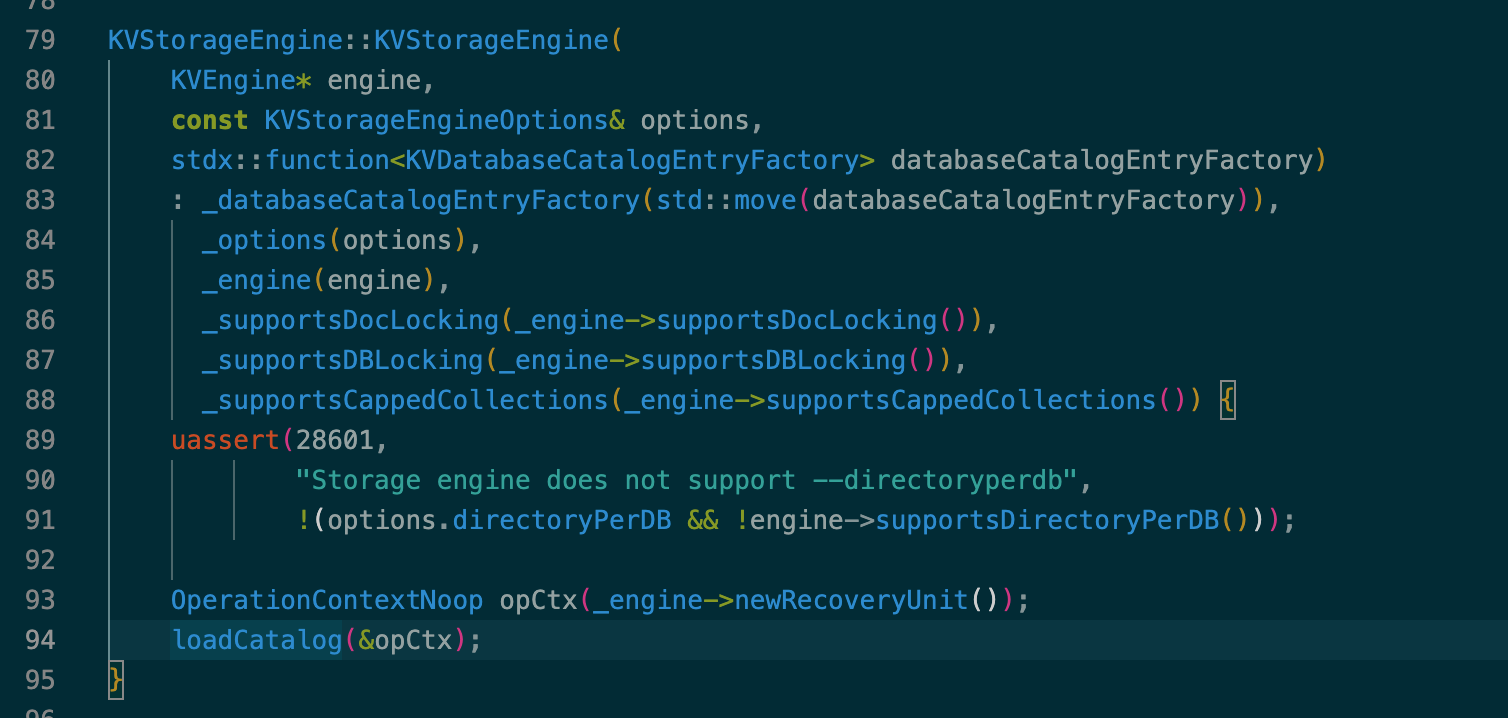 78
79 KVStorageEngine::KVStorageEngine(
80     KVEngine* engine,
81     const KVStorageEngineOptions& options,
82     stdx::function<KVDatabaseCatalogEntryFactory> databaseCatalogEntryFactory)
83     : _databaseCatalogEntryFactory(std::move(databaseCatalogEntryFactory)),
84       _options(options),
85       _engine(engine),
86       _supportsDocLocking(_engine->supportsDocLocking()),
87       _supportsDBLocking(_engine->supportsDBLocking()),
88       _supportsCappedCollections(_engine->supportsCappedCollections()) {
89     uassert(28601,
90             "Storage engine does not support --directoryperdb",
91             !(options.directoryPerDB && !engine->supportsDirectoryPerDB()));
92
93     OperationContextNoop opCtx(_engine->newRecoveryUnit());
94     loadCatalog(&opCtx);
95 }
96